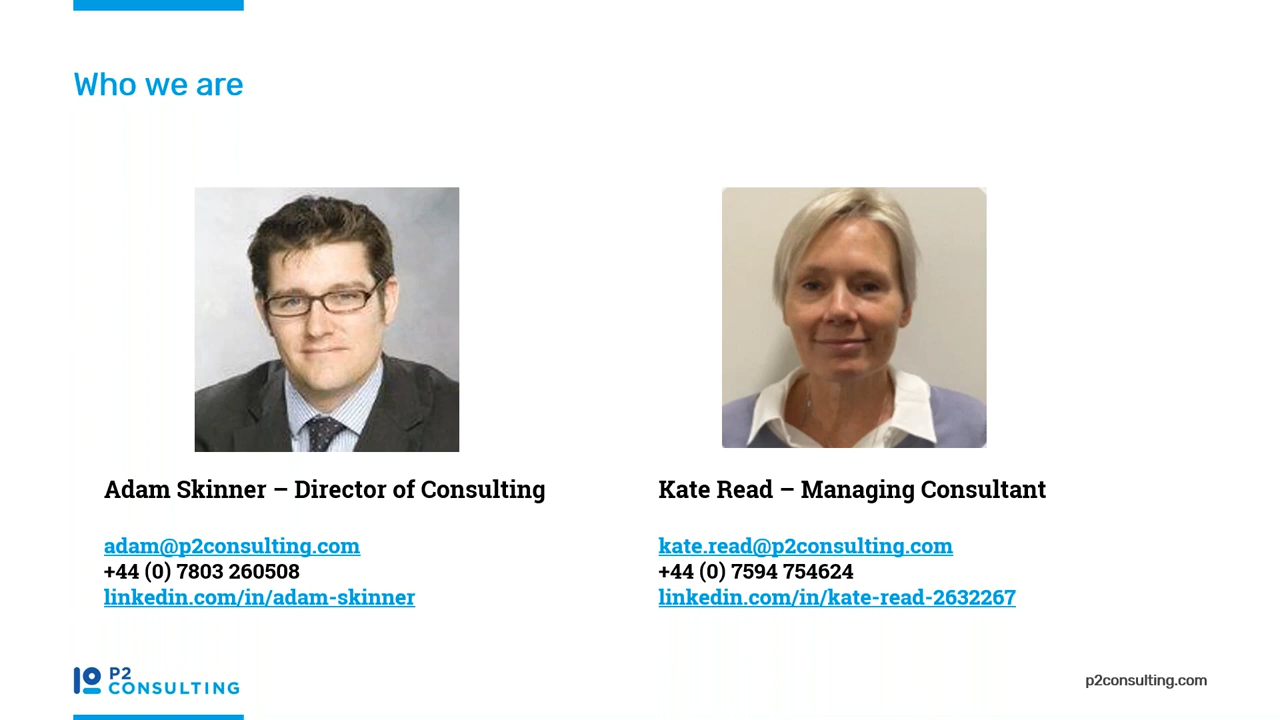 Who we are
Adam Skinner – Director of Consulting
adam@p2consulting.com
+44 (0) 7803 260508
linkedin.com/in/adam-skinner
Kate Read – Managing Consultant
kate.read@p2consulting.com
+44 (0) 7594 754624
linkedin.com/in/kate-read-2632267
P2
CONSULTING
p2consulting.com